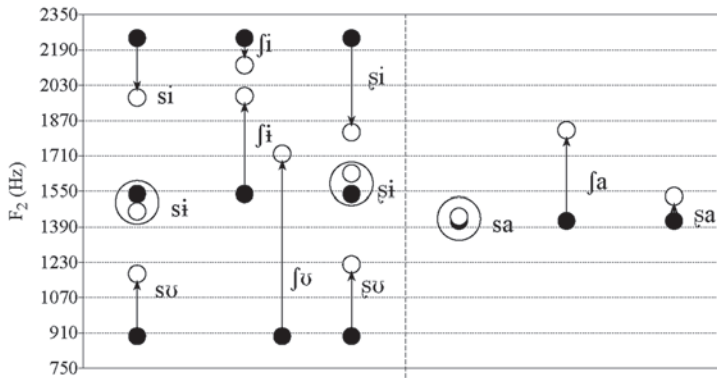 2350
2190
2030
1870
1710
1550
1390
1230
1070
910
750
F₂ (Hz)
si
ʃi
ʂi
ʃɨ
sɨ
ʂɨ
sʊ
ʃʊ
ʂʊ
sa
ʃa
ʂa